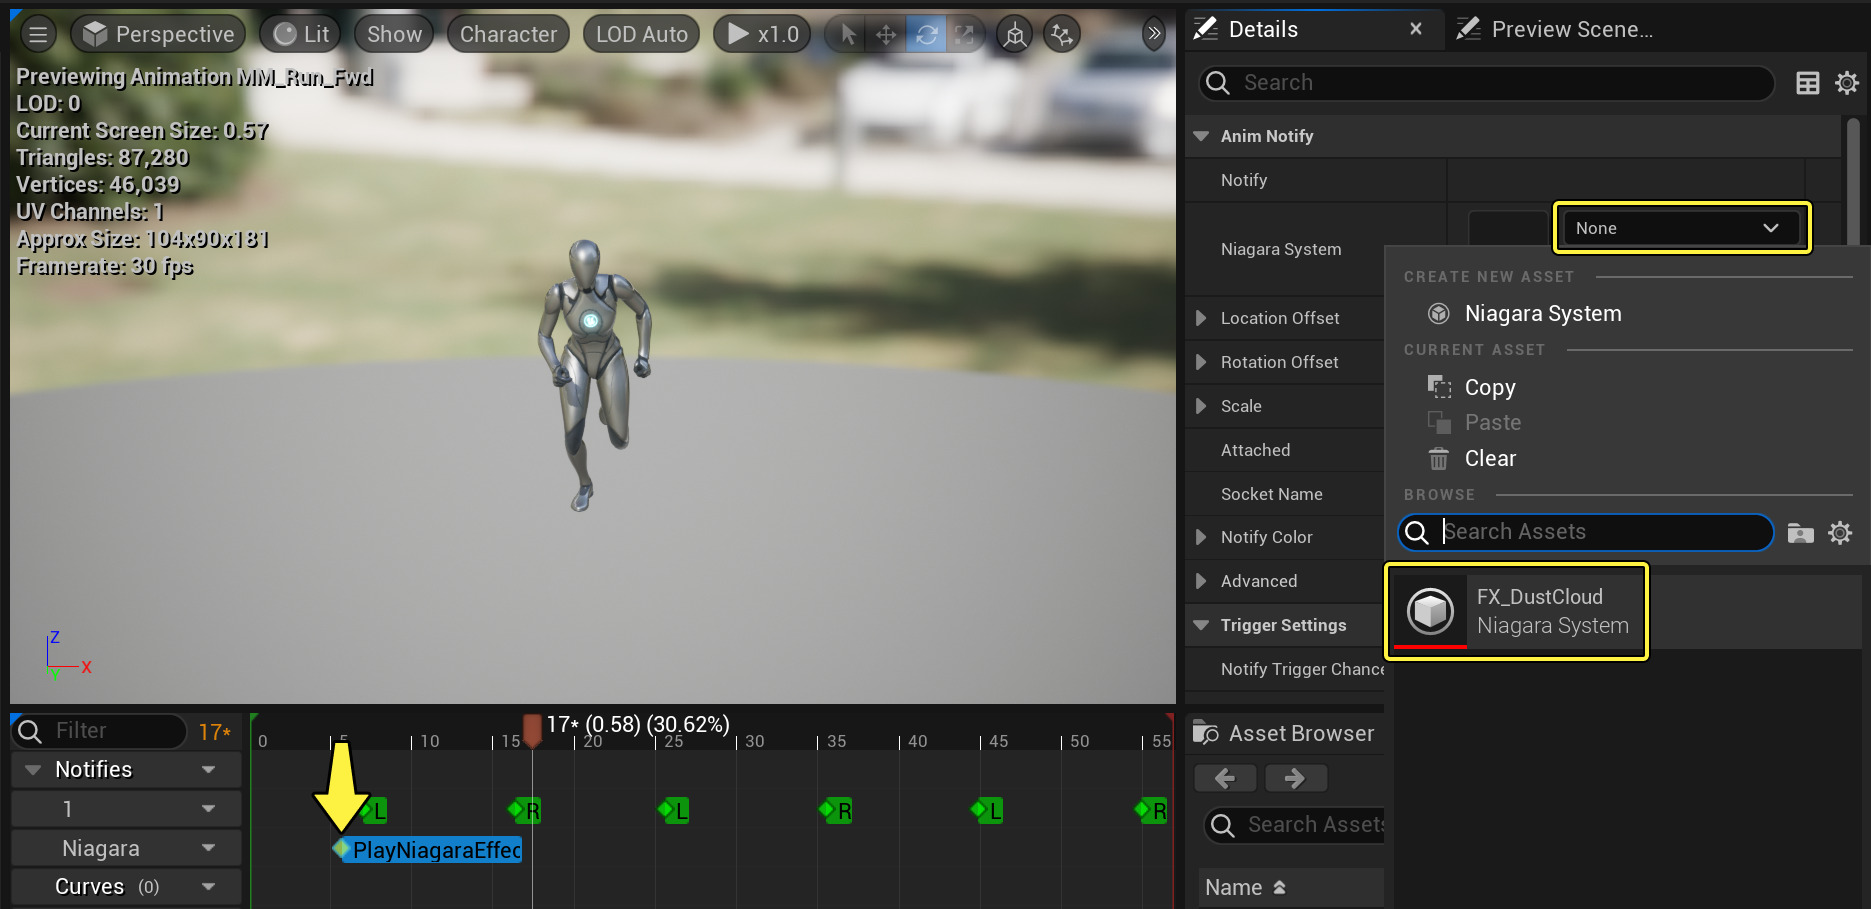 Perspective
Lit
Show
Character
LOD Auto
x1.0
Previewing Animation MM_Run_Fwd
LOD: 0
Current Screen Size: 0.57
Triangles: 87,280
Vertices: 46,039
UV Channels: 1
Approx Size: 104x90x181
Framerate: 30 fps
Z
X
Y
Details
Preview Scene...
Search
Anim Notify
Notify
Niagara System
None
Location Offset
Rotation Offset
Scale
Attached
Socket Name
Notify Color
Advanced
Trigger Settings
Notify Trigger Chance
CREATE NEW ASSET
Niagara System
CURRENT ASSET
Copy
Paste
Clear
BROWSE
Search Assets
FX_DustCloud
Niagara System
Filter
17*
Notifies
1
Niagara
Curves (0)
17* (0.58) (30.62%)
0 5 10 15 20 25 30 35 40 45 50 55
L R L R L R
PlayNiagaraEffec
Asset Browser
Search Assets
Name